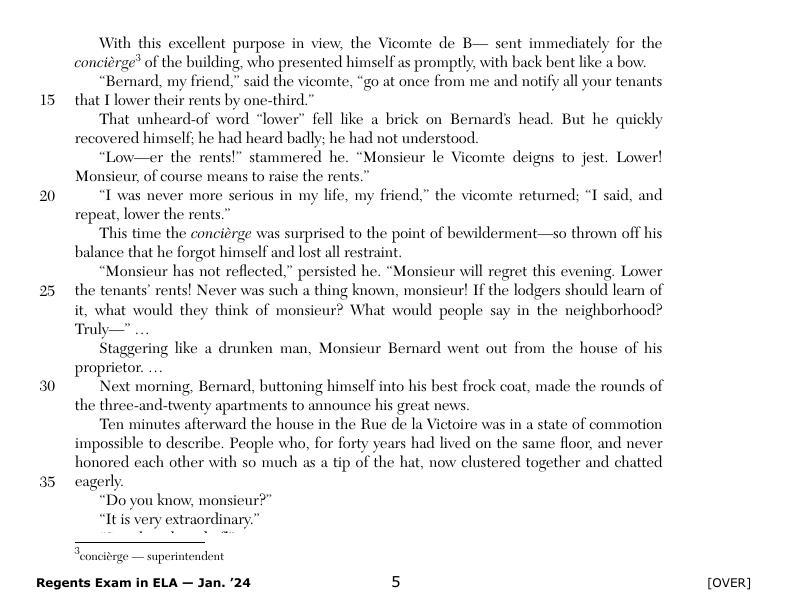 With this excellent purpose in view, the Vicomte de B— sent immediately for the
concièrge³ of the building, who presented himself as promptly, with back bent like a bow.
“Bernard, my friend,” said the vicomte, “go at once from me and notify all your tenants
15 that I lower their rents by one-third.”
That unheard-of word “lower” fell like a brick on Bernard’s head. But he quickly
recovered himself; he had heard badly; he had not understood.
“Low—er the rents!” stammered he. “Monsieur le Vicomte deigns to jest. Lower!
Monsieur, of course means to raise the rents.”
20 “I was never more serious in my life, my friend,” the vicomte returned; “I said, and
repeat, lower the rents.”
This time the concièrge was surprised to the point of bewilderment—so thrown off his
balance that he forgot himself and lost all restraint.
“Monsieur has not reflected,” persisted he. “Monsieur will regret this evening. Lower
25 the tenants’ rents! Never was such a thing known, monsieur! If the lodgers should learn of
it, what would they think of monsieur? What would people say in the neighborhood?
Truly—” …
Staggering like a drunken man, Monsieur Bernard went out from the house of his
proprietor. …
30 Next morning, Bernard, buttoning himself into his best frock coat, made the rounds of
the three-and-twenty apartments to announce his great news.
Ten minutes afterward the house in the Rue de la Victoire was in a state of commotion
impossible to describe. People who, for forty years had lived on the same floor, and never
honored each other with so much as a tip of the hat, now clustered together and chatted
35 eagerly.
“Do you know, monsieur?”
“It is very extraordinary.”
³concièrge — superintendent
Regents Exam in ELA — Jan. ’24 5 [OVER]